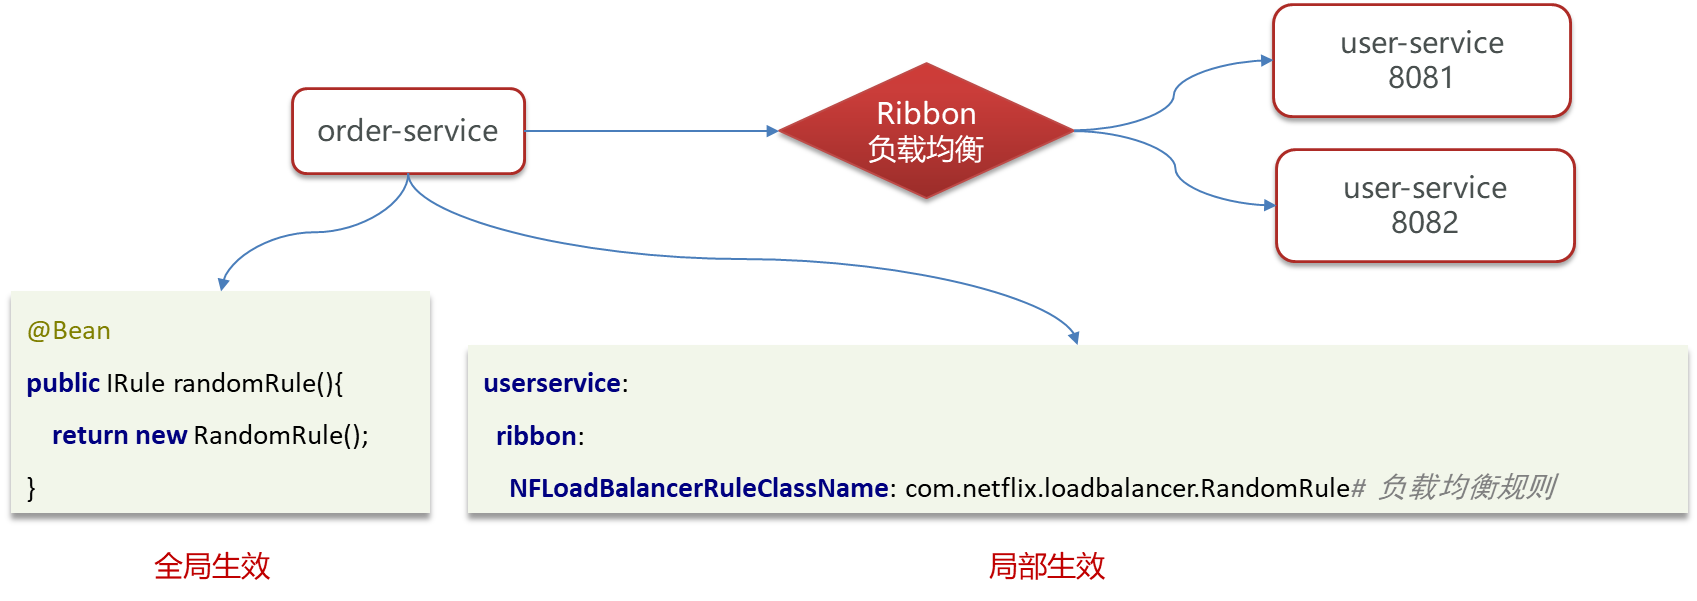 order-service
Ribbon
负载均衡
user-service
8081
user-service
8082
@Bean
public IRule randomRule(){
return new RandomRule();
}
userservice:
ribbon:
NFLoadBalancerRuleClassName: com.netflix.loadbalancer.RandomRule# 负载均衡规则
全局生效
局部生效